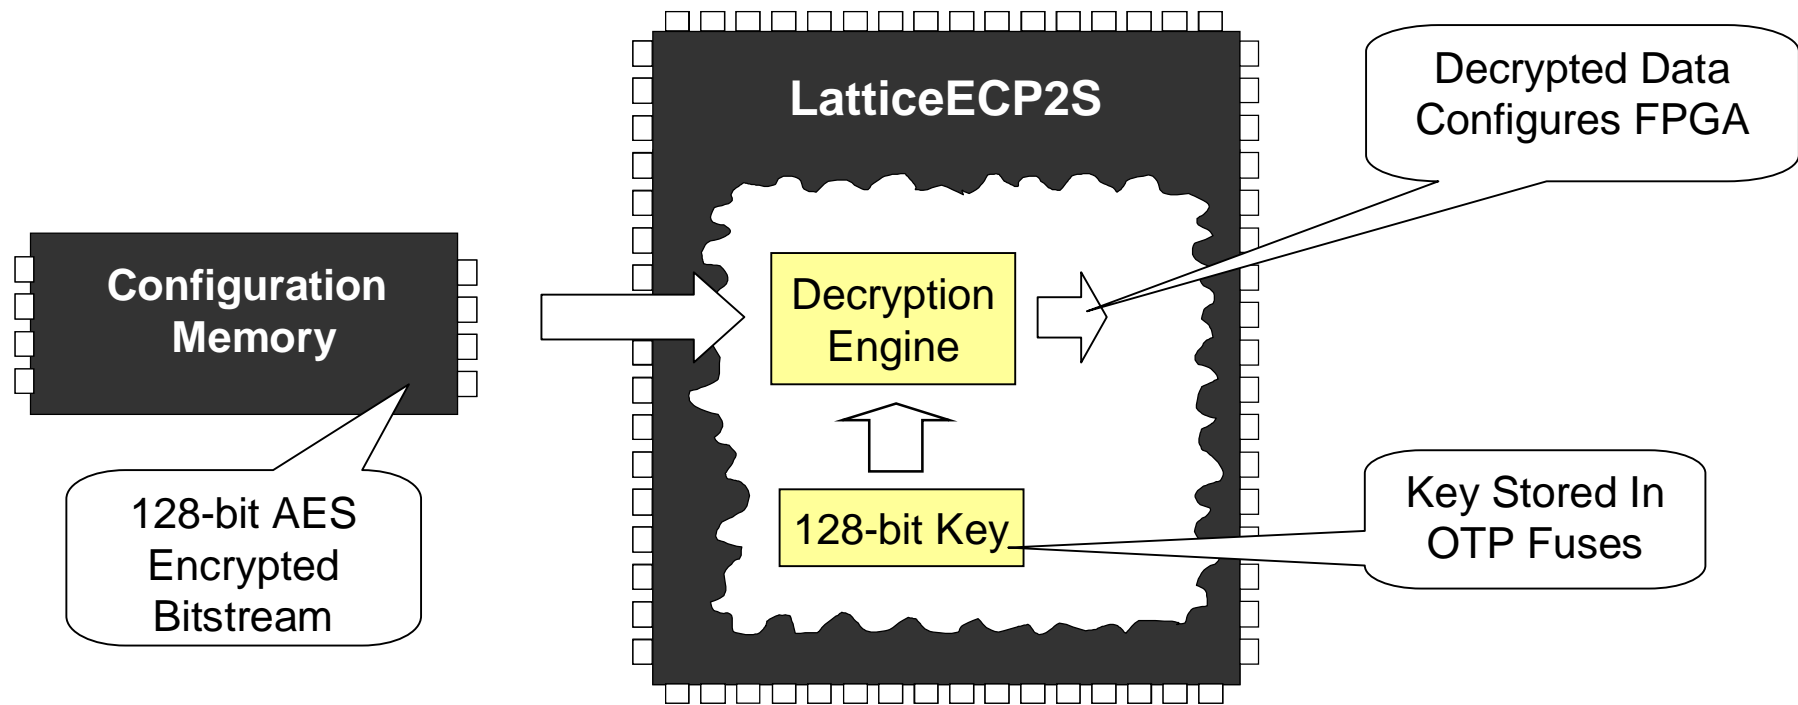 LatticeECP2S
Decrypted Data
Configures FPGA
Configuration
Memory
Decryption
Engine
128-bit AES
Encrypted
Bitstream
128-bit Key
Key Stored In
OTP Fuses